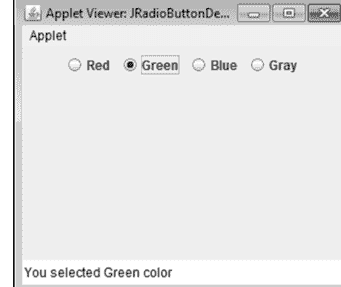 Applet Viewer: JRadioButtonDe...
Applet
Red Green Blue Gray
You selected Green color